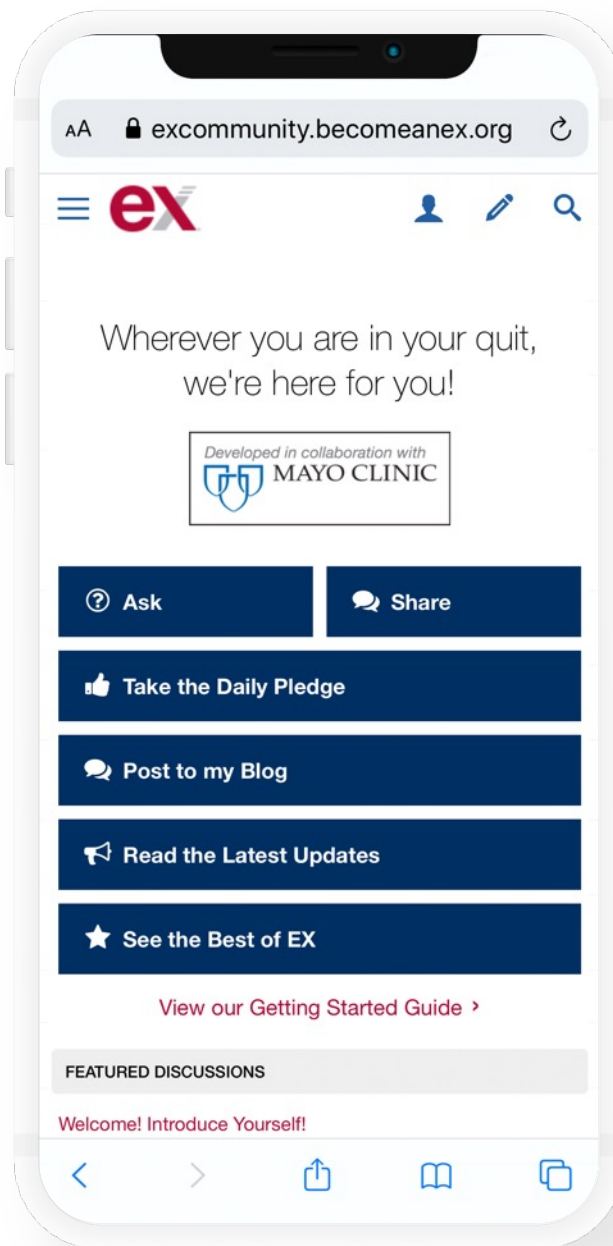 AA excommunity.becomeanex.org
ex
Wherever you are in your quit,
we're here for you!
Developed in collaboration with
MAYO CLINIC
Ask
Share
Take the Daily Pledge
Post to my Blog
Read the Latest Updates
See the Best of EX
View our Getting Started Guide >
FEATURED DISCUSSIONS
Welcome! Introduce Yourself!